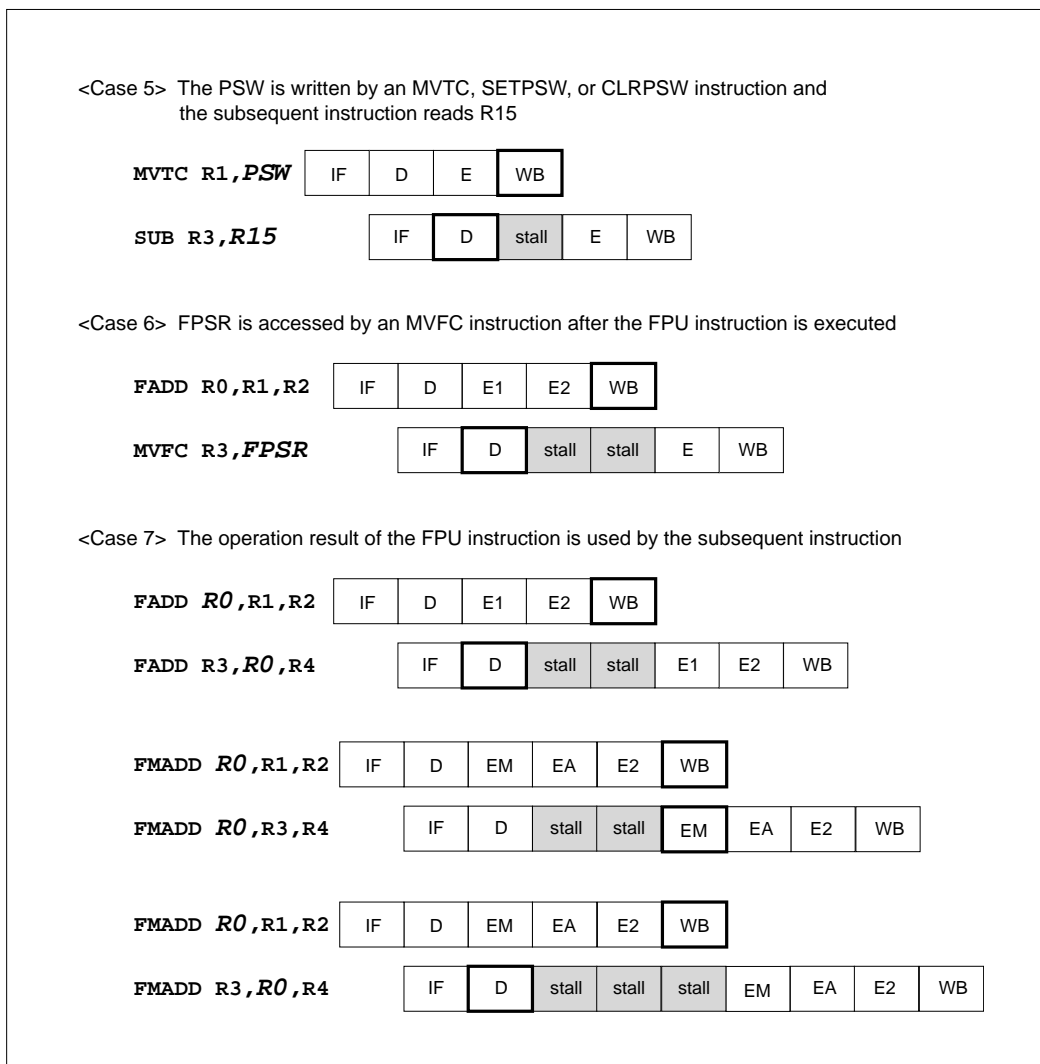 <Case 5> The PSW is written by an MVTC, SETPSW, or CLRPSW instruction and
the subsequent instruction reads R15
MVTC R1,PSW IF D E WB
SUB R3,R15 IF D stall E WB
<Case 6> FPSR is accessed by an MVFC instruction after the FPU instruction is executed
FADD R0,R1,R2 IF D E1 E2 WB
MVFC R3,FPSR IF D stall stall E WB
<Case 7> The operation result of the FPU instruction is used by the subsequent instruction
FADD R0,R1,R2 IF D E1 E2 WB
FADD R3,R0,R4 IF D stall stall E1 E2 WB
FMADD R0,R1,R2 IF D EM EA E2 WB
FMADD R0,R3,R4 IF D stall stall EM EA E2 WB
FMADD R0,R1,R2 IF D EM EA E2 WB
FMADD R3,R0,R4 IF D stall stall stall EM EA E2 WB